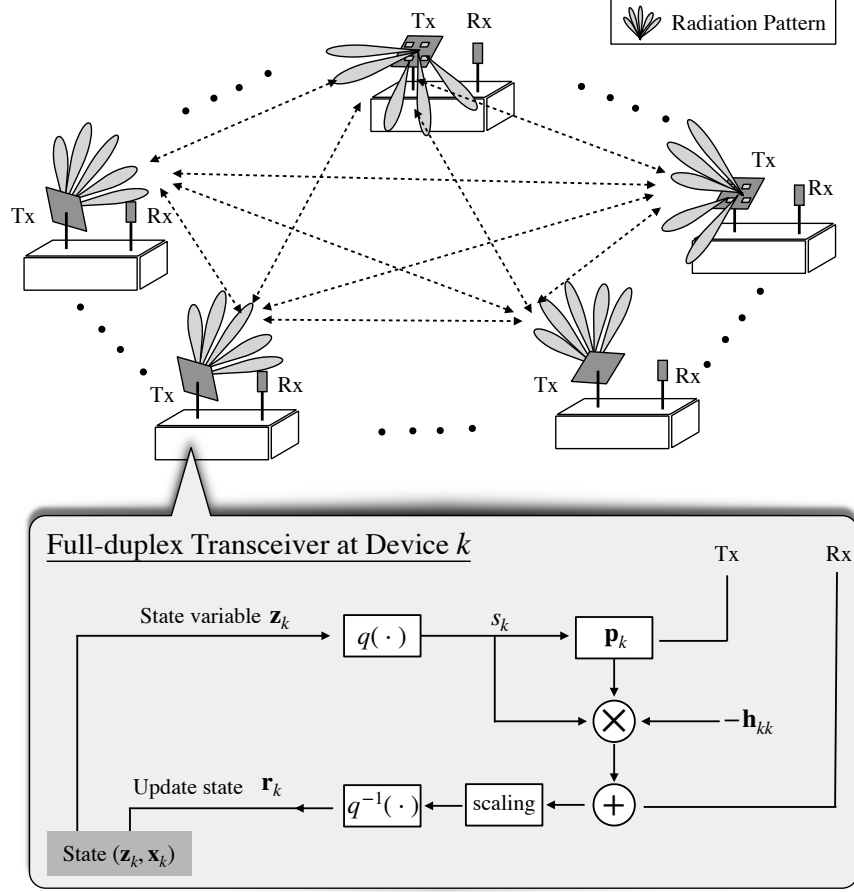 Radiation Pattern
Tx
Rx
Tx
Rx
Tx
Rx
Tx
Rx
Tx
Rx
Full-duplex Transceiver at Device k
Tx
Rx
State variable z_k
q( · )
s_k
p_k
−h_kk
Update state r_k
q⁻¹( · )
scaling
State (z_k, x_k)